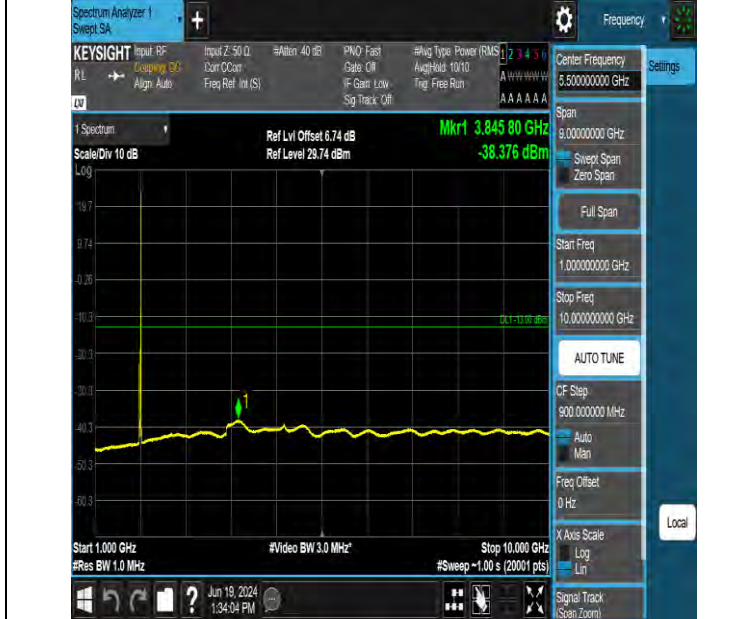 Spectrum Analyzer 1
Swept SA
+
Frequency
KEYSIGHT
Input: RF
Coupling: DC
Align: Auto
Input Z: 50 Ω
Corr CCorr
Freq Ref: Int (S)
#Atten: 40 dB
PNO: Fast
Gate: Off
IF Gain: Low
Sig Track: Off
#Avg Type: Power (RMS
Avg|Hold: 10/10
Trig: Free Run
1 2 3 4 5 6
A W W W W W
A A A A A A
RL
LXI
1 Spectrum
Scale/Div 10 dB
Log
Ref Lvl Offset 6.74 dB
Ref Level 29.74 dBm
Mkr1 3.845 80 GHz
-38.376 dBm
19.7
9.74
-0.26
-10.3
-20.3
-30.3
-40.3
-50.3
-60.3
DL1 -13.00 dBm
1
Start 1.000 GHz
#Res BW 1.0 MHz
#Video BW 3.0 MHz*
Stop 10.000 GHz
#Sweep ~1.00 s (20001 pts)
?
Jun 19, 2024
1:34:04 PM
Center Frequency
5.500000000 GHz
Settings
Span
9.00000000 GHz
Swept Span
Zero Span
Full Span
Start Freq
1.000000000 GHz
Stop Freq
10.000000000 GHz
AUTO TUNE
CF Step
900.000000 MHz
Auto
Man
Freq Offset
0 Hz
X Axis Scale
Log
Lin
Local
Signal Track
(Span Zoom)